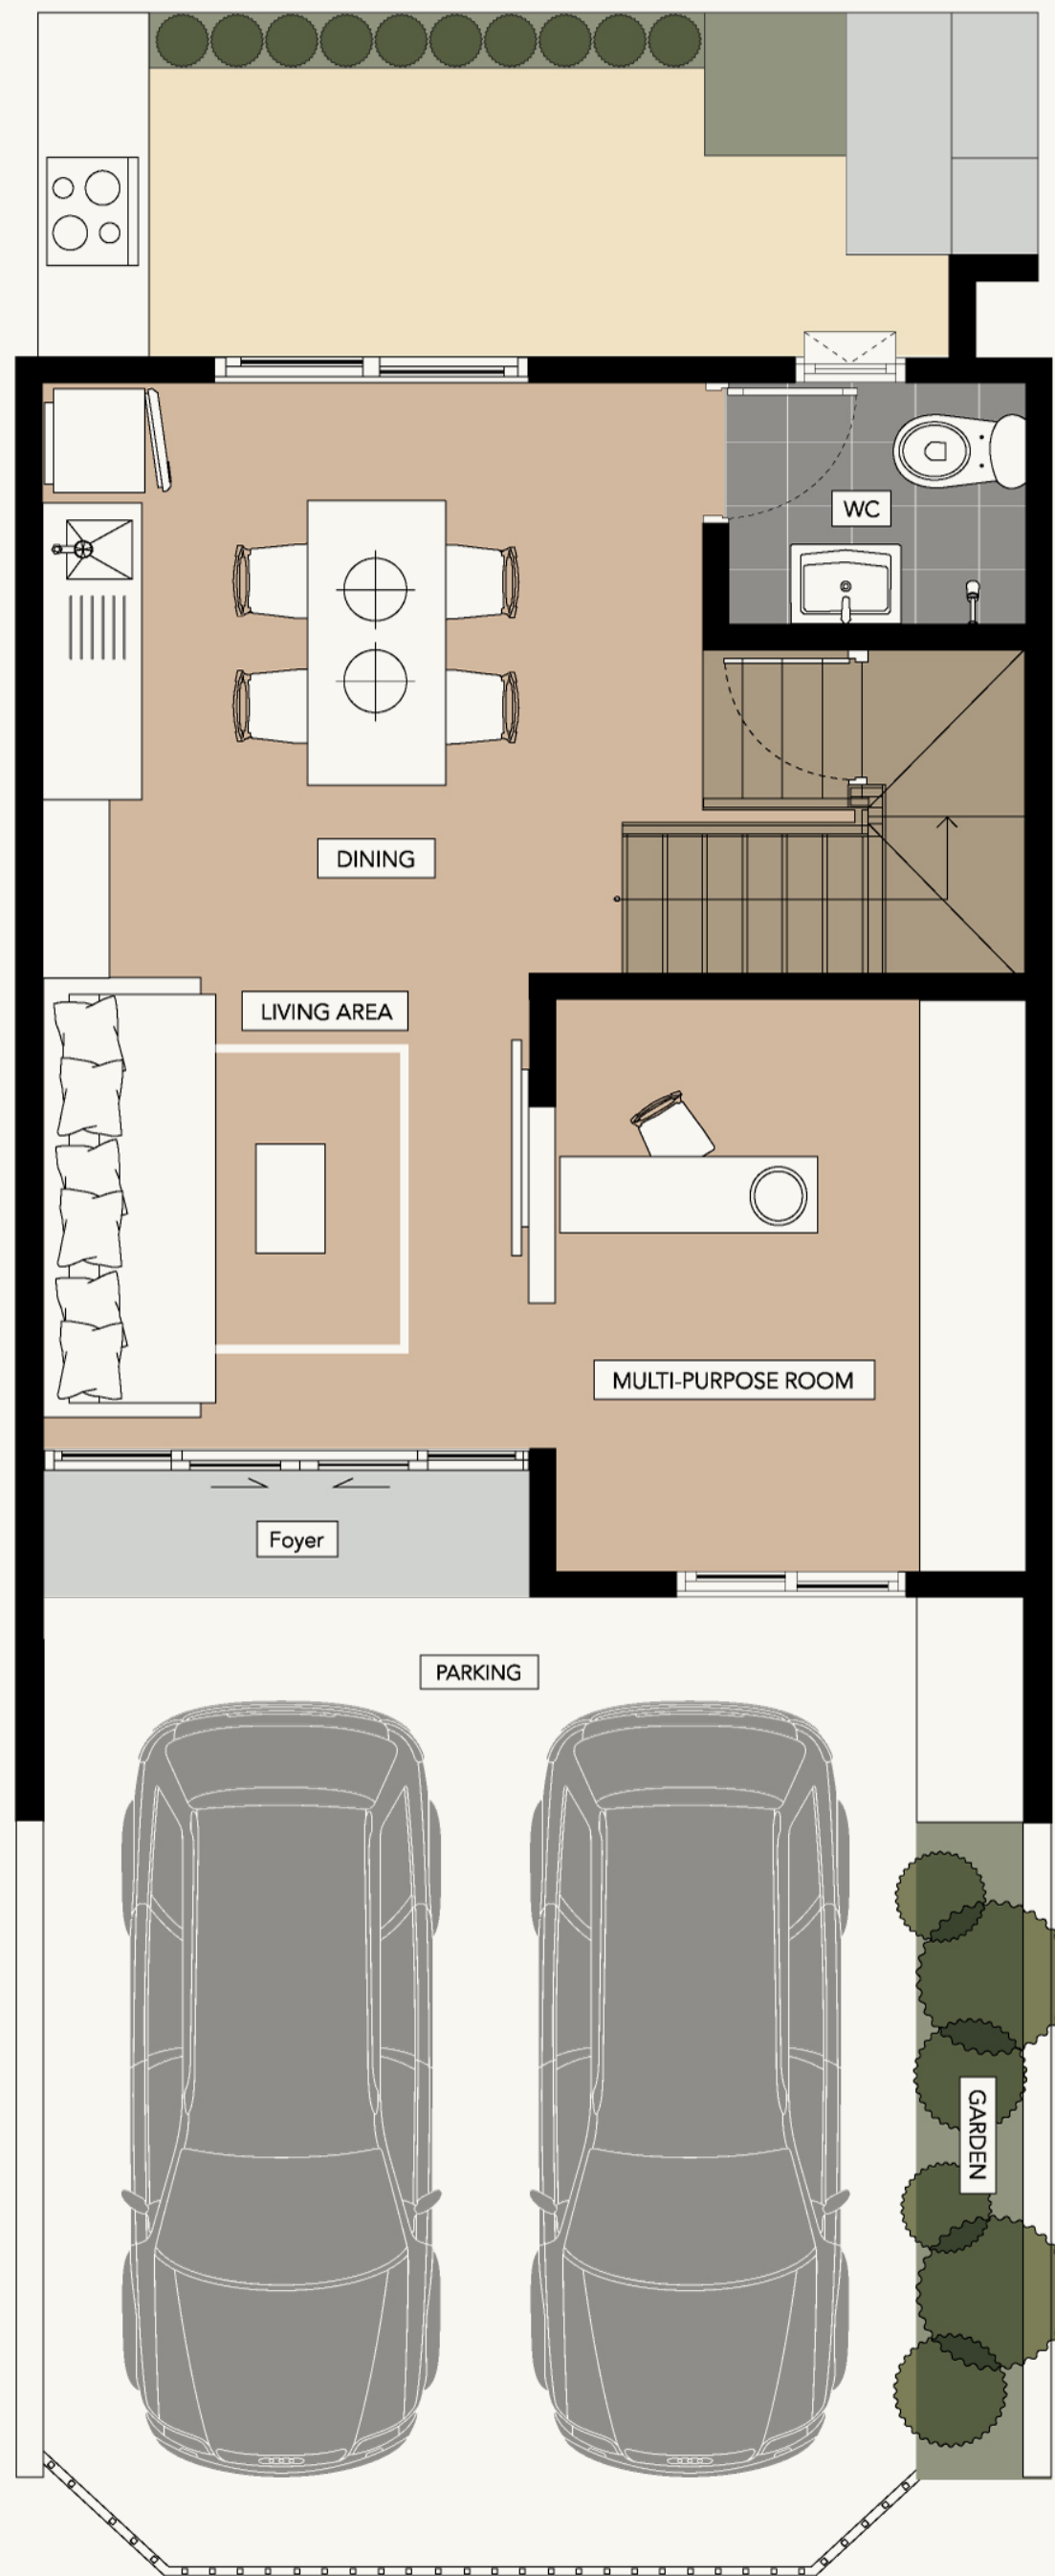 WC
DINING
LIVING AREA
MULTI-PURPOSE ROOM
Foyer
PARKING
GARDEN